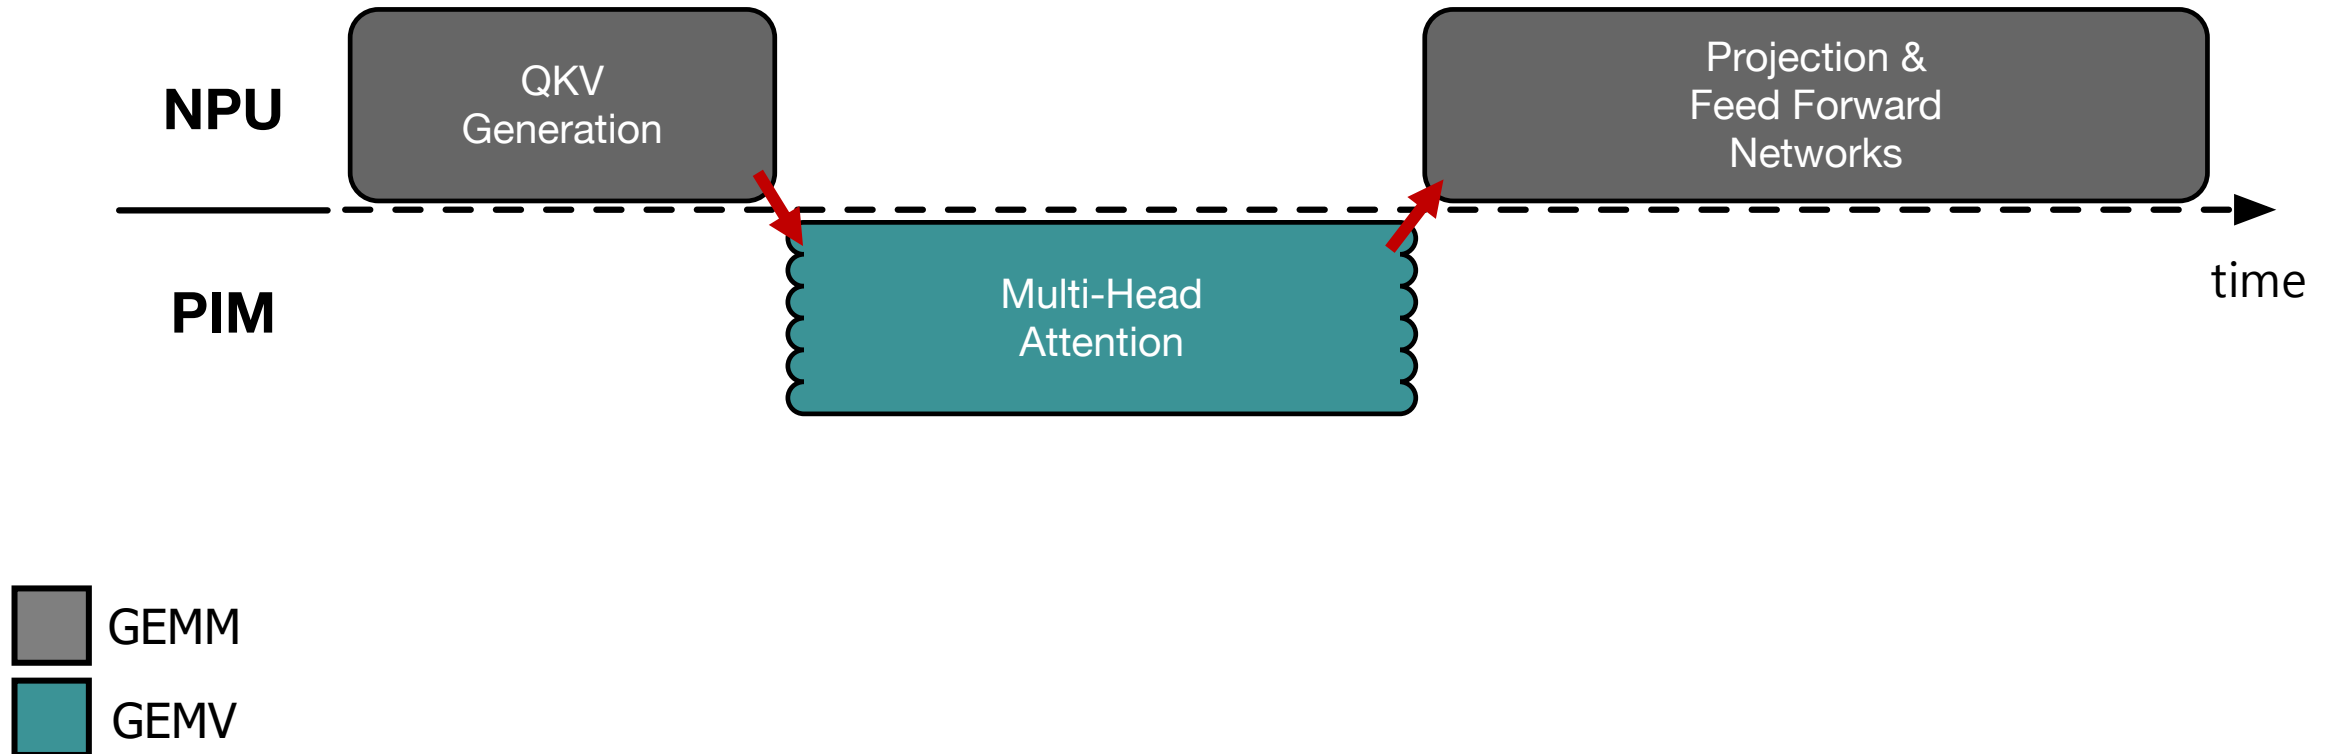 NPU
QKV
Generation
Projection &
Feed Forward
Networks
PIM
Multi-Head
Attention
time
GEMM
GEMV